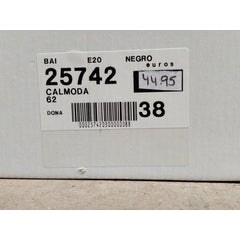 BAI E20 NEGRO
euros
25742 44.95
CALMODA
62
DONA 38